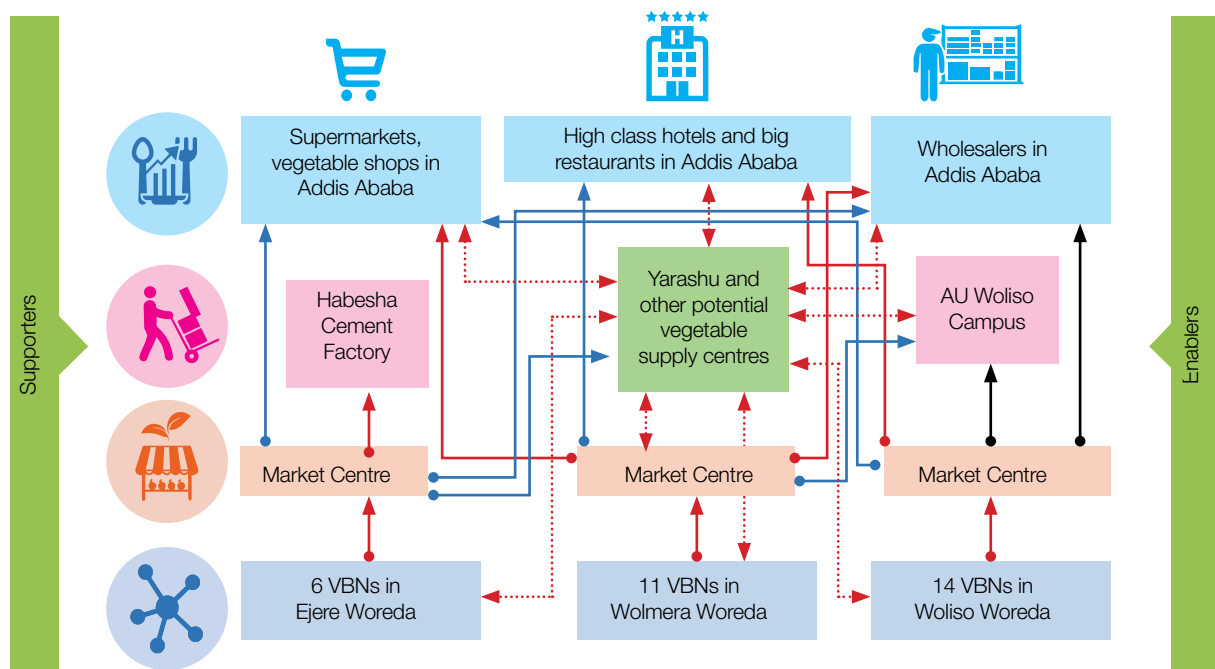 H
Supermarkets,
vegetable shops in
Addis Ababa
High class hotels and big
restaurants in Addis Ababa
Wholesalers in
Addis Ababa
Supporters
Habesha
Cement
Factory
Yarashu and
other potential
vegetable
supply centres
AU Woliso
Campus
Enablers
Market Centre
Market Centre
Market Centre
6 VBNs in
Ejere Woreda
11 VBNs in
Wolmera Woreda
14 VBNs in
Woliso Woreda